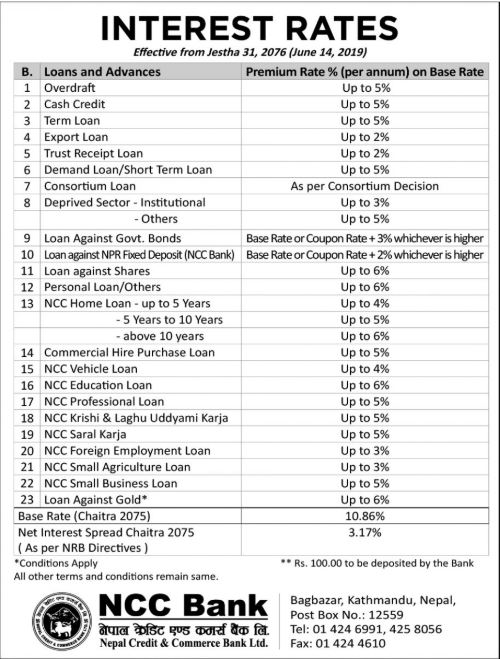 INTEREST RATES
Effective from Jestha 31, 2076 (June 14, 2019)
B. Loans and Advances Premium Rate % (per annum) on Base Rate
1 Overdraft Up to 5%
2 Cash Credit Up to 5%
3 Term Loan Up to 5%
4 Export Loan Up to 2%
5 Trust Receipt Loan Up to 2%
6 Demand Loan/Short Term Loan Up to 5%
7 Consortium Loan As per Consortium Decision
8 Deprived Sector - Institutional Up to 3%
- Others Up to 5%
9 Loan Against Govt. Bonds Base Rate or Coupon Rate + 3% whichever is higher
10 Loan against NPR Fixed Deposit (NCC Bank) Base Rate or Coupon Rate + 2% whichever is higher
11 Loan against Shares Up to 6%
12 Personal Loan/Others Up to 6%
13 NCC Home Loan - up to 5 Years Up to 4%
- 5 Years to 10 Years Up to 5%
- above 10 years Up to 6%
14 Commercial Hire Purchase Loan Up to 5%
15 NCC Vehicle Loan Up to 4%
16 NCC Education Loan Up to 6%
17 NCC Professional Loan Up to 5%
18 NCC Krishi & Laghu Uddyami Karja Up to 5%
19 NCC Saral Karja Up to 5%
20 NCC Foreign Employment Loan Up to 3%
21 NCC Small Agriculture Loan Up to 3%
22 NCC Small Business Loan Up to 5%
23 Loan Against Gold* Up to 6%
Base Rate (Chaitra 2075) 10.86%
Net Interest Spread Chaitra 2075 3.17%
( As per NRB Directives )
*Conditions Apply ** Rs. 100.00 to be deposited by the Bank
All other terms and conditions remain same.
NCC Bank
नेपाल क्रेडिट एण्ड कमर्स बैंक लि.
Nepal Credit & Commerce Bank Ltd.
Bagbazar, Kathmandu, Nepal,
Post Box No.: 12559
Tel: 01 424 6991, 425 8056
Fax: 01 424 4610